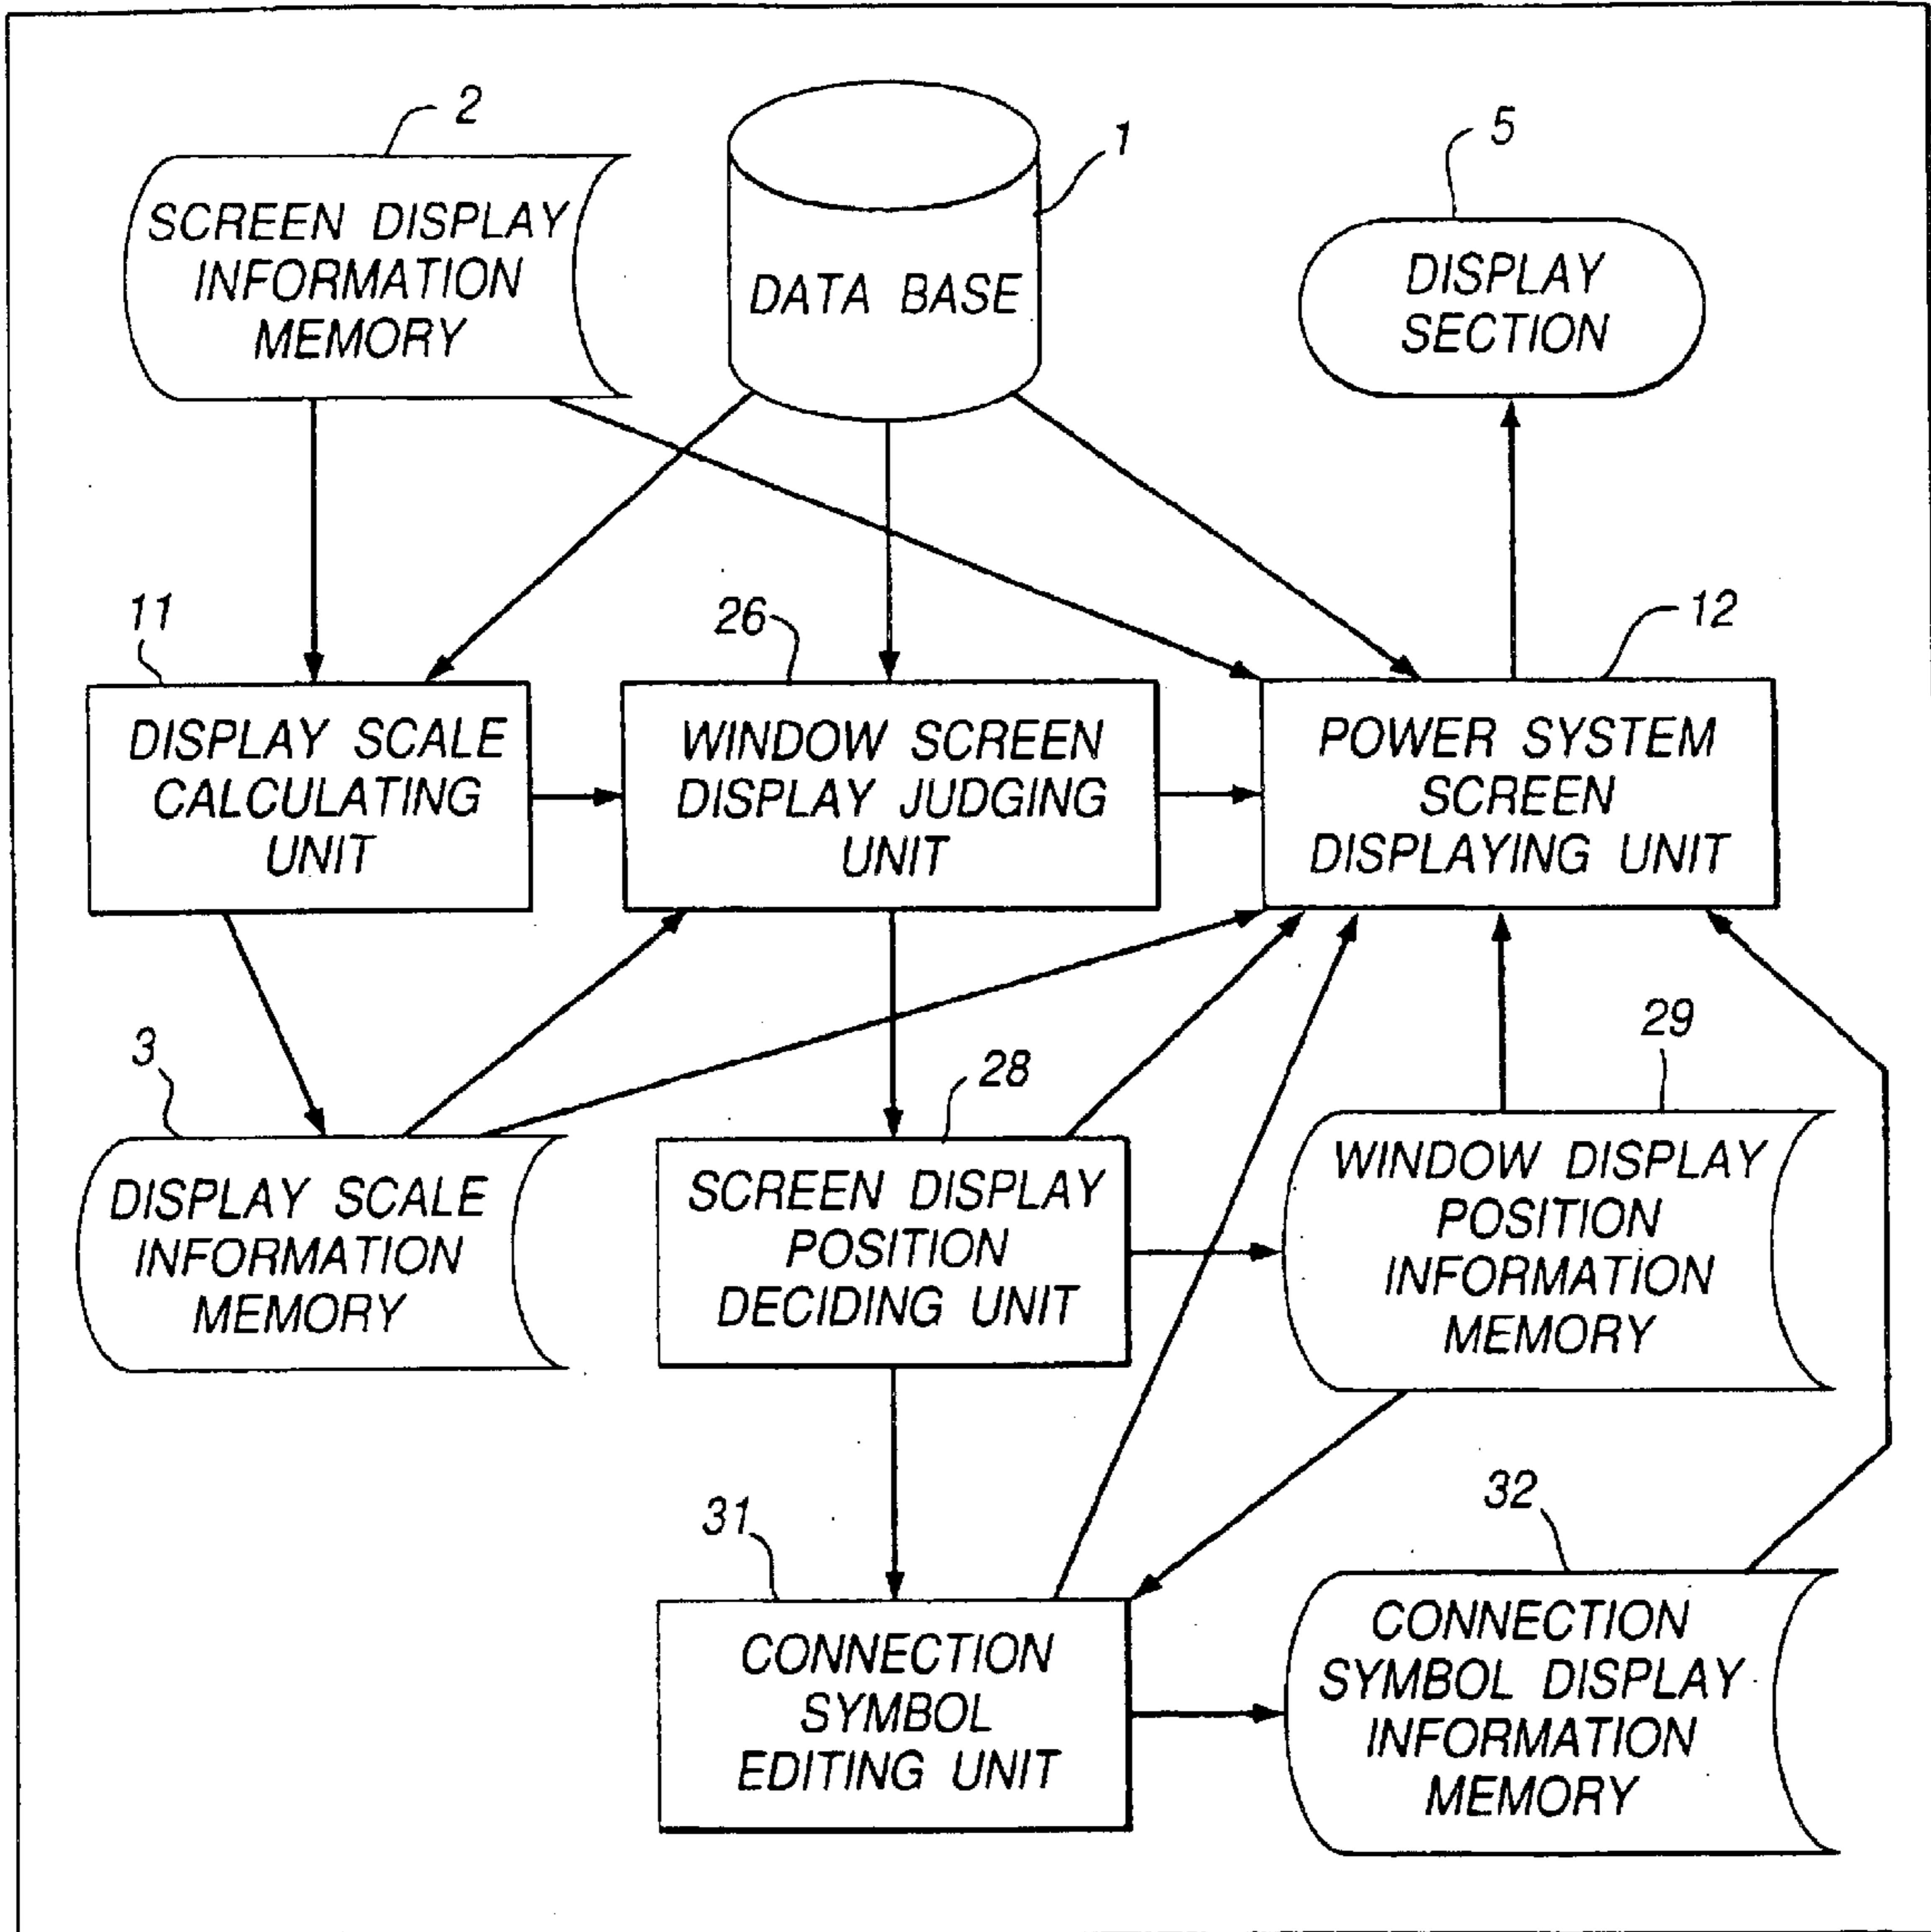 2
SCREEN DISPLAY
INFORMATION
MEMORY
1
DATA BASE
5
DISPLAY
SECTION
11
DISPLAY SCALE
CALCULATING
UNIT
26
WINDOW SCREEN
DISPLAY JUDGING
UNIT
12
POWER SYSTEM
SCREEN
DISPLAYING UNIT
3
DISPLAY SCALE
INFORMATION
MEMORY
28
SCREEN DISPLAY
POSITION
DECIDING UNIT
29
WINDOW DISPLAY
POSITION
INFORMATION
MEMORY
31
CONNECTION
SYMBOL
EDITING UNIT
32
CONNECTION
SYMBOL DISPLAY
INFORMATION
MEMORY